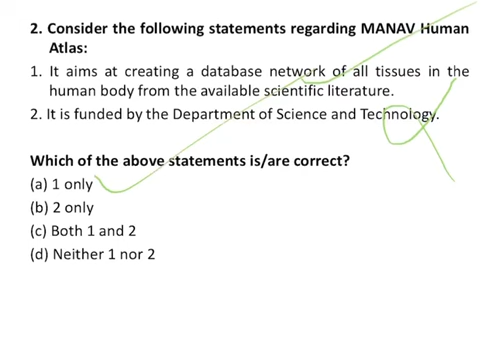 2. Consider the following statements regarding MANAV Human
Atlas:
1. It aims at creating a database network of all tissues in the
human body from the available scientific literature.
2. It is funded by the Department of Science and Technology.
Which of the above statements is/are correct?
(a) 1 only
(b) 2 only
(c) Both 1 and 2
(d) Neither 1 nor 2